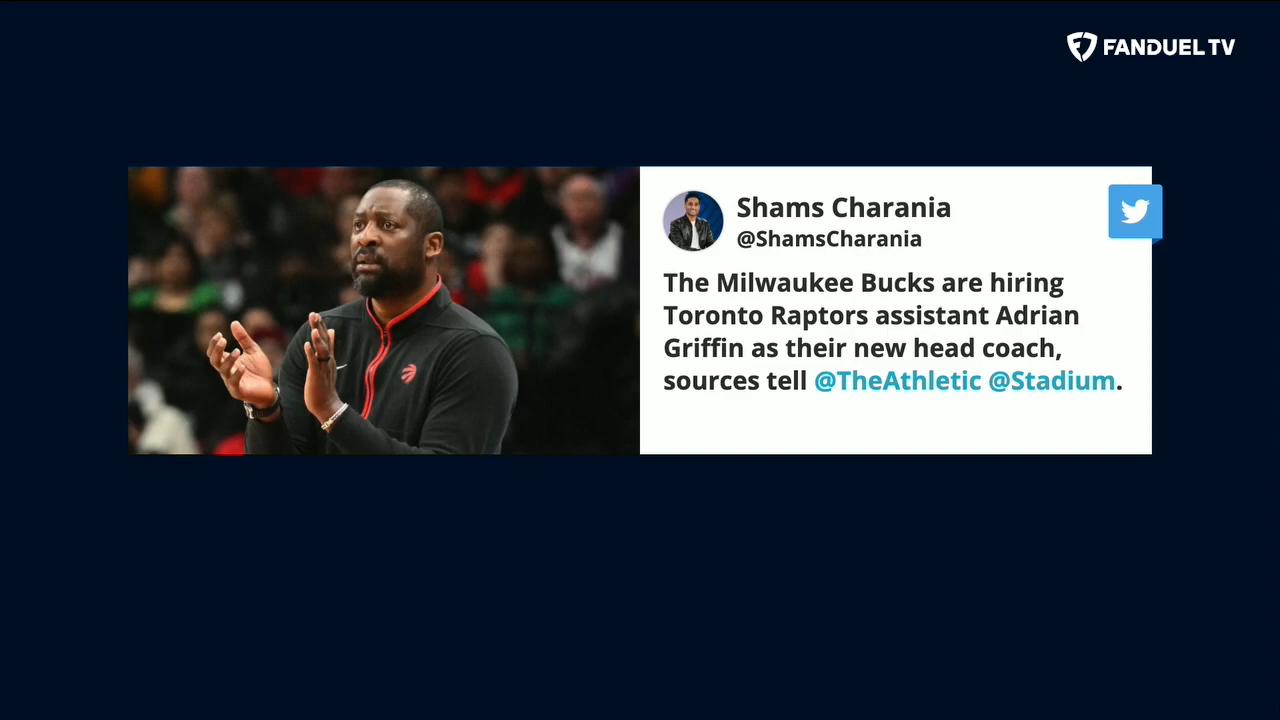 FANDUEL TV
Shams Charania
@ShamsCharania
The Milwaukee Bucks are hiring
Toronto Raptors assistant Adrian
Griffin as their new head coach,
sources tell @TheAthletic @Stadium.